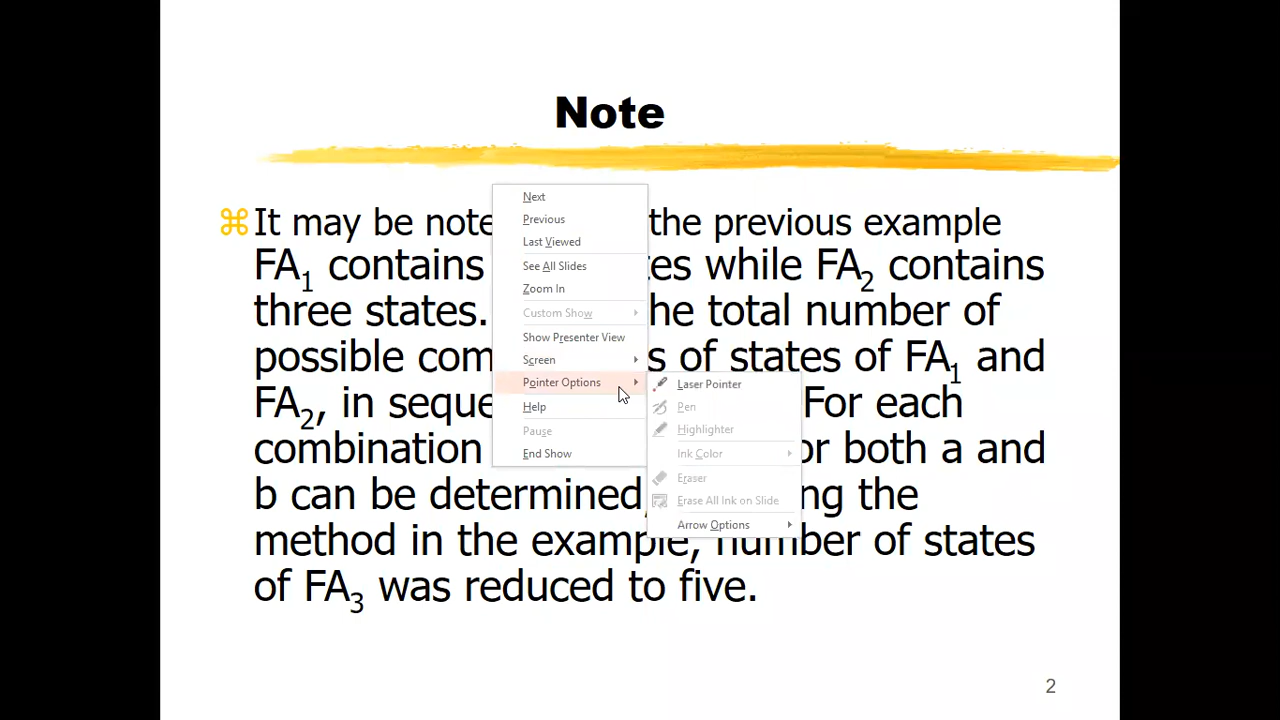 Note
⌘It may be note the previous example
FA1 contains tes while FA2 contains
three states. he total number of
possible com s of states of FA1 and
FA2, in seque For each
combination or both a and
b can be determined, ng the
method in the example, number of states
of FA3 was reduced to five.
Next
Previous
Last Viewed
See All Slides
Zoom In
Custom Show
Show Presenter View
Screen
Pointer Options
Help
Pause
End Show
Laser Pointer
Pen
Highlighter
Ink Color
Eraser
Erase All Ink on Slide
Arrow Options
2